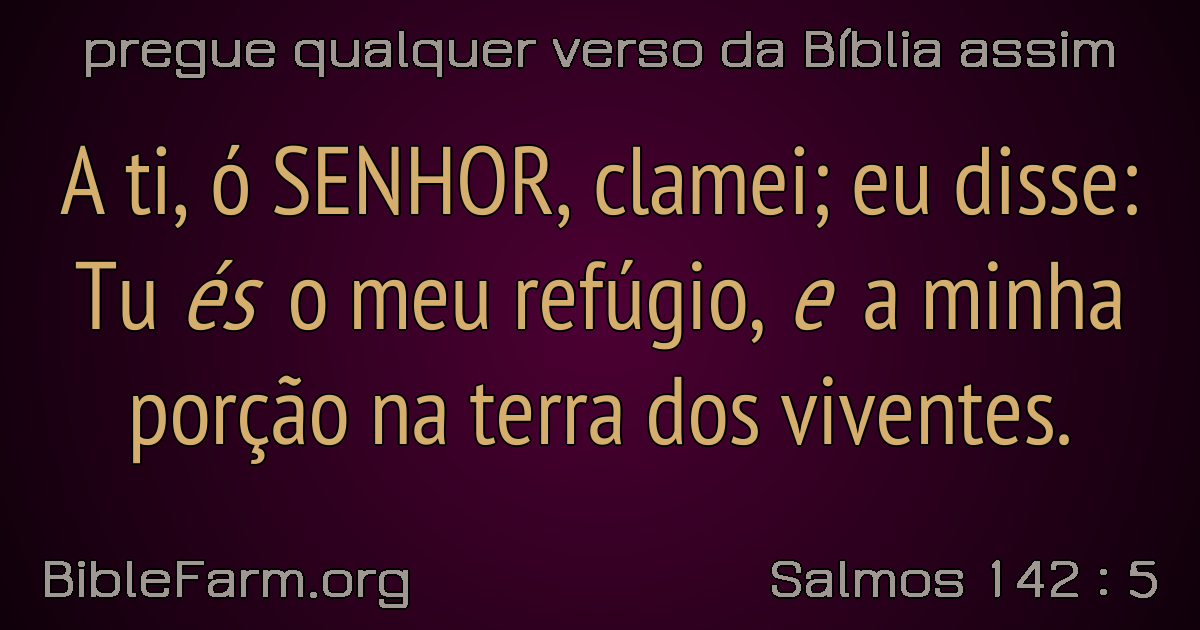 pregue qualquer verso da Bíblia assim
A ti, ó SENHOR, clamei; eu disse:
Tu és o meu refúgio, e a minha
porção na terra dos viventes.
BibleFarm.org
Salmos 142 : 5